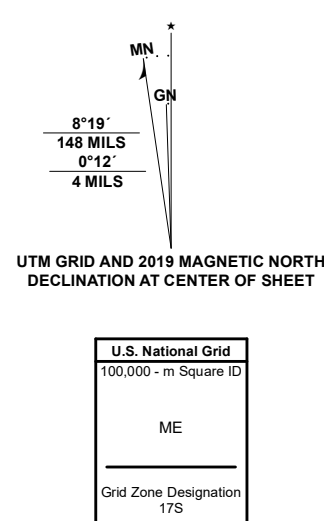 MN
GN
8°19´
148 MILS
0°12´
4 MILS
UTM GRID AND 2019 MAGNETIC NORTH
DECLINATION AT CENTER OF SHEET
U.S. National Grid
100,000 - m Square ID
ME
Grid Zone Designation
17S